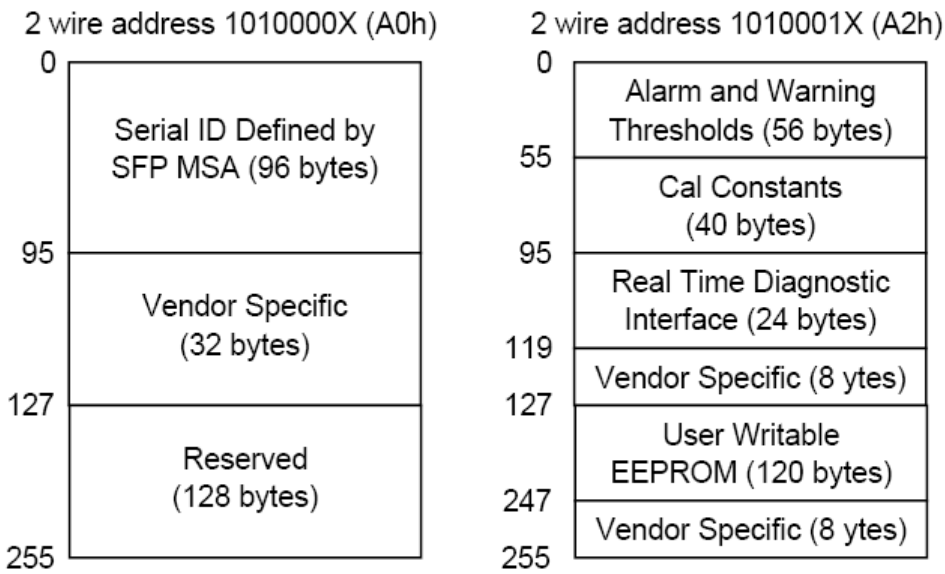 2 wire address 1010000X (A0h)
0
Serial ID Defined by
SFP MSA (96 bytes)
95
Vendor Specific
(32 bytes)
127
Reserved
(128 bytes)
255
2 wire address 1010001X (A2h)
0
Alarm and Warning
Thresholds (56 bytes)
55
Cal Constants
(40 bytes)
95
Real Time Diagnostic
Interface (24 bytes)
119
Vendor Specific (8 ytes)
127
User Writable
EEPROM (120 bytes)
247
Vendor Specific (8 ytes)
255